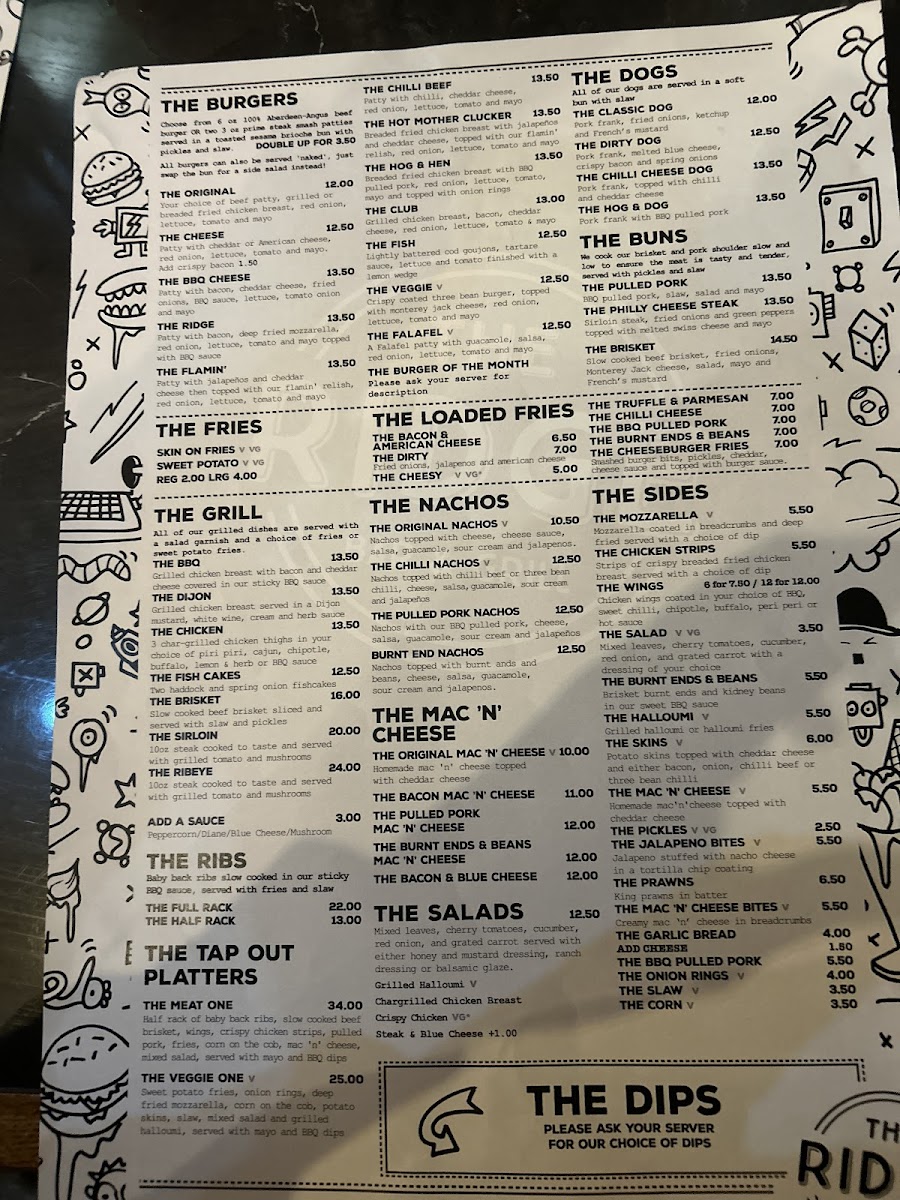 THE BURGERS
Choose from 6 oz 100% Aberdeen-Angus beef
burger OR two 3 oz prime steak smash patties
served in a toasted sesame brioche bun with
pickles and slaw. DOUBLE UP FOR 3.50
All burgers can also be served 'naked', just
swap the bun for a side salad instead!
THE ORIGINAL 12.00
Your choice of beef patty, grilled or
breaded fried chicken breast, red onion,
lettuce, tomato and mayo
THE CHEESE 12.50
Patty with cheddar or American cheese,
red onion, lettuce, tomato and mayo.
Add crispy bacon 1.50
THE BBQ CHEESE 13.50
Patty with bacon, cheddar cheese, fried
onions, BBQ sauce, lettuce, tomato onion
and mayo
THE RIDGE 13.50
Patty with bacon, deep fried mozzarella,
red onion, lettuce, tomato and mayo topped
with BBQ sauce
THE FLAMIN' 13.50
Patty with jalapeños and cheddar
cheese then topped with our flamin' relish,
red onion, lettuce, tomato and mayo
THE CHILLI BEEF 13.50
Patty with chilli, cheddar cheese,
red onion, lettuce, tomato and mayo
THE HOT MOTHER CLUCKER 13.50
Breaded fried chicken breast with jalapeños
and cheddar cheese, topped with our flamin'
relish, red onion, lettuce, tomato and mayo
THE HOG & HEN 13.50
Breaded fried chicken breast with BBQ
pulled pork, red onion, lettuce, tomato,
mayo and topped with onion rings
THE CLUB 13.00
Grilled chicken breast, bacon, cheddar
cheese, red onion, lettuce, tomato & mayo
THE FISH 12.50
Lightly battered cod goujons, tartare
sauce, lettuce and tomato finished with a
lemon wedge
THE VEGGIE V 12.50
Crispy coated three bean burger, topped
with monterey jack cheese, red onion,
lettuce, tomato and mayo
THE FALAFEL V 12.50
A Falafel patty with guacamole, salsa,
red onion, lettuce, tomato and mayo
THE BURGER OF THE MONTH
Please ask your server for
description
THE DOGS
All of our dogs are served in a soft
bun with slaw
THE CLASSIC DOG 12.00
Pork frank, fried onions, ketchup
and French's mustard
THE DIRTY DOG 12.50
Pork frank, melted blue cheese,
crispy bacon and spring onions
THE CHILLI CHEESE DOG 13.50
Pork frank, topped with chilli
and cheddar cheese
THE HOG & DOG 13.50
Pork frank with BBQ pulled pork
THE BUNS
We cook our brisket and pork shoulder slow and
low to ensure the meat is tasty and tender,
served with pickles and slaw
THE PULLED PORK 13.50
BBQ pulled pork, slaw, salad and mayo
THE PHILLY CHEESE STEAK 13.50
Sirloin steak, fried onions and green peppers
topped with melted swiss cheese and mayo
THE BRISKET 14.50
Slow cooked beef brisket, fried onions,
Monterey Jack cheese, salad, mayo and
French's mustard
THE FRIES
SKIN ON FRIES V VG
SWEET POTATO V VG
REG 2.00 LRG 4.00
THE LOADED FRIES
THE BACON &
AMERICAN CHEESE 6.50
THE DIRTY 7.00
Fried onions, jalapenos and american cheese
THE CHEESY V VG* 5.00
THE TRUFFLE & PARMESAN 7.00
THE CHILLI CHEESE 7.00
THE BBQ PULLED PORK 7.00
THE BURNT ENDS & BEANS 7.00
THE CHEESEBURGER FRIES 7.00
Smashed burger bits, pickles, cheddar,
cheese sauce and topped with burger sauce.
THE GRILL
All of our grilled dishes are served with
a salad garnish and a choice of fries or
sweet potato fries.
THE BBQ 13.50
Grilled chicken breast with bacon and cheddar
cheese covered in our sticky BBQ sauce
THE DIJON 13.50
Grilled chicken breast served in a Dijon
mustard, white wine, cream and herb sauce
THE CHICKEN 13.50
3 char-grilled chicken thighs in your
choice of piri piri, cajun, chipotle,
buffalo, lemon & herb or BBQ sauce
THE FISH CAKES 12.50
Two haddock and spring onion fishcakes
THE BRISKET 16.00
Slow cooked beef brisket sliced and
served with slaw and pickles
THE SIRLOIN 20.00
10oz steak cooked to taste and served
with grilled tomato and mushrooms
THE RIBEYE 24.00
10oz steak cooked to taste and served
with grilled tomato and mushrooms
ADD A SAUCE 3.00
Peppercorn/Diane/Blue Cheese/Mushroom
THE RIBS
Baby back ribs slow cooked in our sticky
BBQ sauce, served with fries and slaw
THE FULL RACK 22.00
THE HALF RACK 13.00
THE TAP OUT
PLATTERS
THE MEAT ONE 34.00
Half rack of baby back ribs, slow cooked beef
brisket, wings, crispy chicken strips, pulled
pork, fries, corn on the cob, mac 'n' cheese,
mixed salad, served with mayo and BBQ dips
THE VEGGIE ONE V 25.00
Sweet potato fries, onion rings, deep
fried mozzarella, corn on the cob, potato
skins, slaw, mixed salad and grilled
halloumi, served with mayo and BBQ dips
THE NACHOS
THE ORIGINAL NACHOS V 10.50
Nachos topped with cheese, cheese sauce,
salsa, guacamole, sour cream and jalapenos.
THE CHILLI NACHOS V 12.50
Nachos topped with chilli beef or three bean
chilli, cheese, salsa, guacamole, sour cream
and jalapeños
THE PULLED PORK NACHOS 12.50
Nachos with our BBQ pulled pork, cheese,
salsa, guacamole, sour cream and jalapeños
BURNT END NACHOS 12.50
Nachos topped with burnt ends and
beans, cheese, salsa, guacamole,
sour cream and jalapenos.
THE MAC 'N'
CHEESE
THE ORIGINAL MAC 'N' CHEESE V 10.00
Homemade mac 'n' cheese topped
with cheddar cheese
THE BACON MAC 'N' CHEESE 11.00
THE PULLED PORK
MAC 'N' CHEESE 12.00
THE BURNT ENDS & BEANS
MAC 'N' CHEESE 12.00
THE BACON & BLUE CHEESE 12.00
THE SALADS 12.50
Mixed leaves, cherry tomatoes, cucumber,
red onion, and grated carrot served with
either honey and mustard dressing, ranch
dressing or balsamic glaze.
Grilled Halloumi V
Chargrilled Chicken Breast
Crispy Chicken VG*
Steak & Blue Cheese +1.00
THE SIDES
THE MOZZARELLA V 5.50
Mozzarella coated in breadcrumbs and deep
fried served with a choice of dip
THE CHICKEN STRIPS 5.50
Strips of crispy breaded fried chicken
breast served with a choice of dip
THE WINGS 6 for 7.50 / 12 for 12.00
Chicken wings coated in your choice of BBQ,
sweet chilli, chipotle, buffalo, peri peri or
hot sauce
THE SALAD V VG 3.50
Mixed leaves, cherry tomatoes, cucumber,
red onion, and grated carrot with a
dressing of your choice
THE BURNT ENDS & BEANS 5.50
Brisket burnt ends and kidney beans
in our sweet BBQ sauce
THE HALLOUMI V 5.50
Grilled halloumi or halloumi fries
THE SKINS V 6.00
Potato skins topped with cheddar cheese
and either bacon, onion, chilli beef or
three bean chilli
THE MAC 'N' CHEESE V 5.50
Homemade mac'n'cheese topped with
cheddar cheese
THE PICKLES V VG 2.50
THE JALAPENO BITES V 5.50
Jalapeno stuffed with nacho cheese
in a tortilla chip coating
THE PRAWNS 6.50
King prawns in batter
THE MAC 'N' CHEESE BITES V 5.50
Creamy mac 'n' cheese in breadcrumbs
THE GARLIC BREAD 4.00
ADD CHEESE 1.50
THE BBQ PULLED PORK 5.50
THE ONION RINGS V 4.00
THE SLAW V 3.50
THE CORN V 3.50
THE DIPS
PLEASE ASK YOUR SERVER
FOR OUR CHOICE OF DIPS
TH
RID